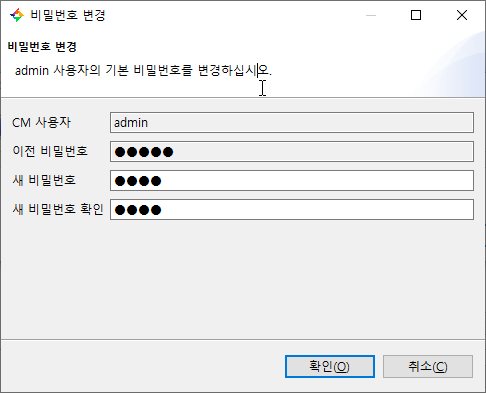 비밀번호 변경
비밀번호 변경
admin 사용자의 기본 비밀번호를 변경하십시오.
CM 사용자 admin
이전 비밀번호 ●●●●●
새 비밀번호 ●●●●
새 비밀번호 확인 ●●●●
확인(O) 취소(C)